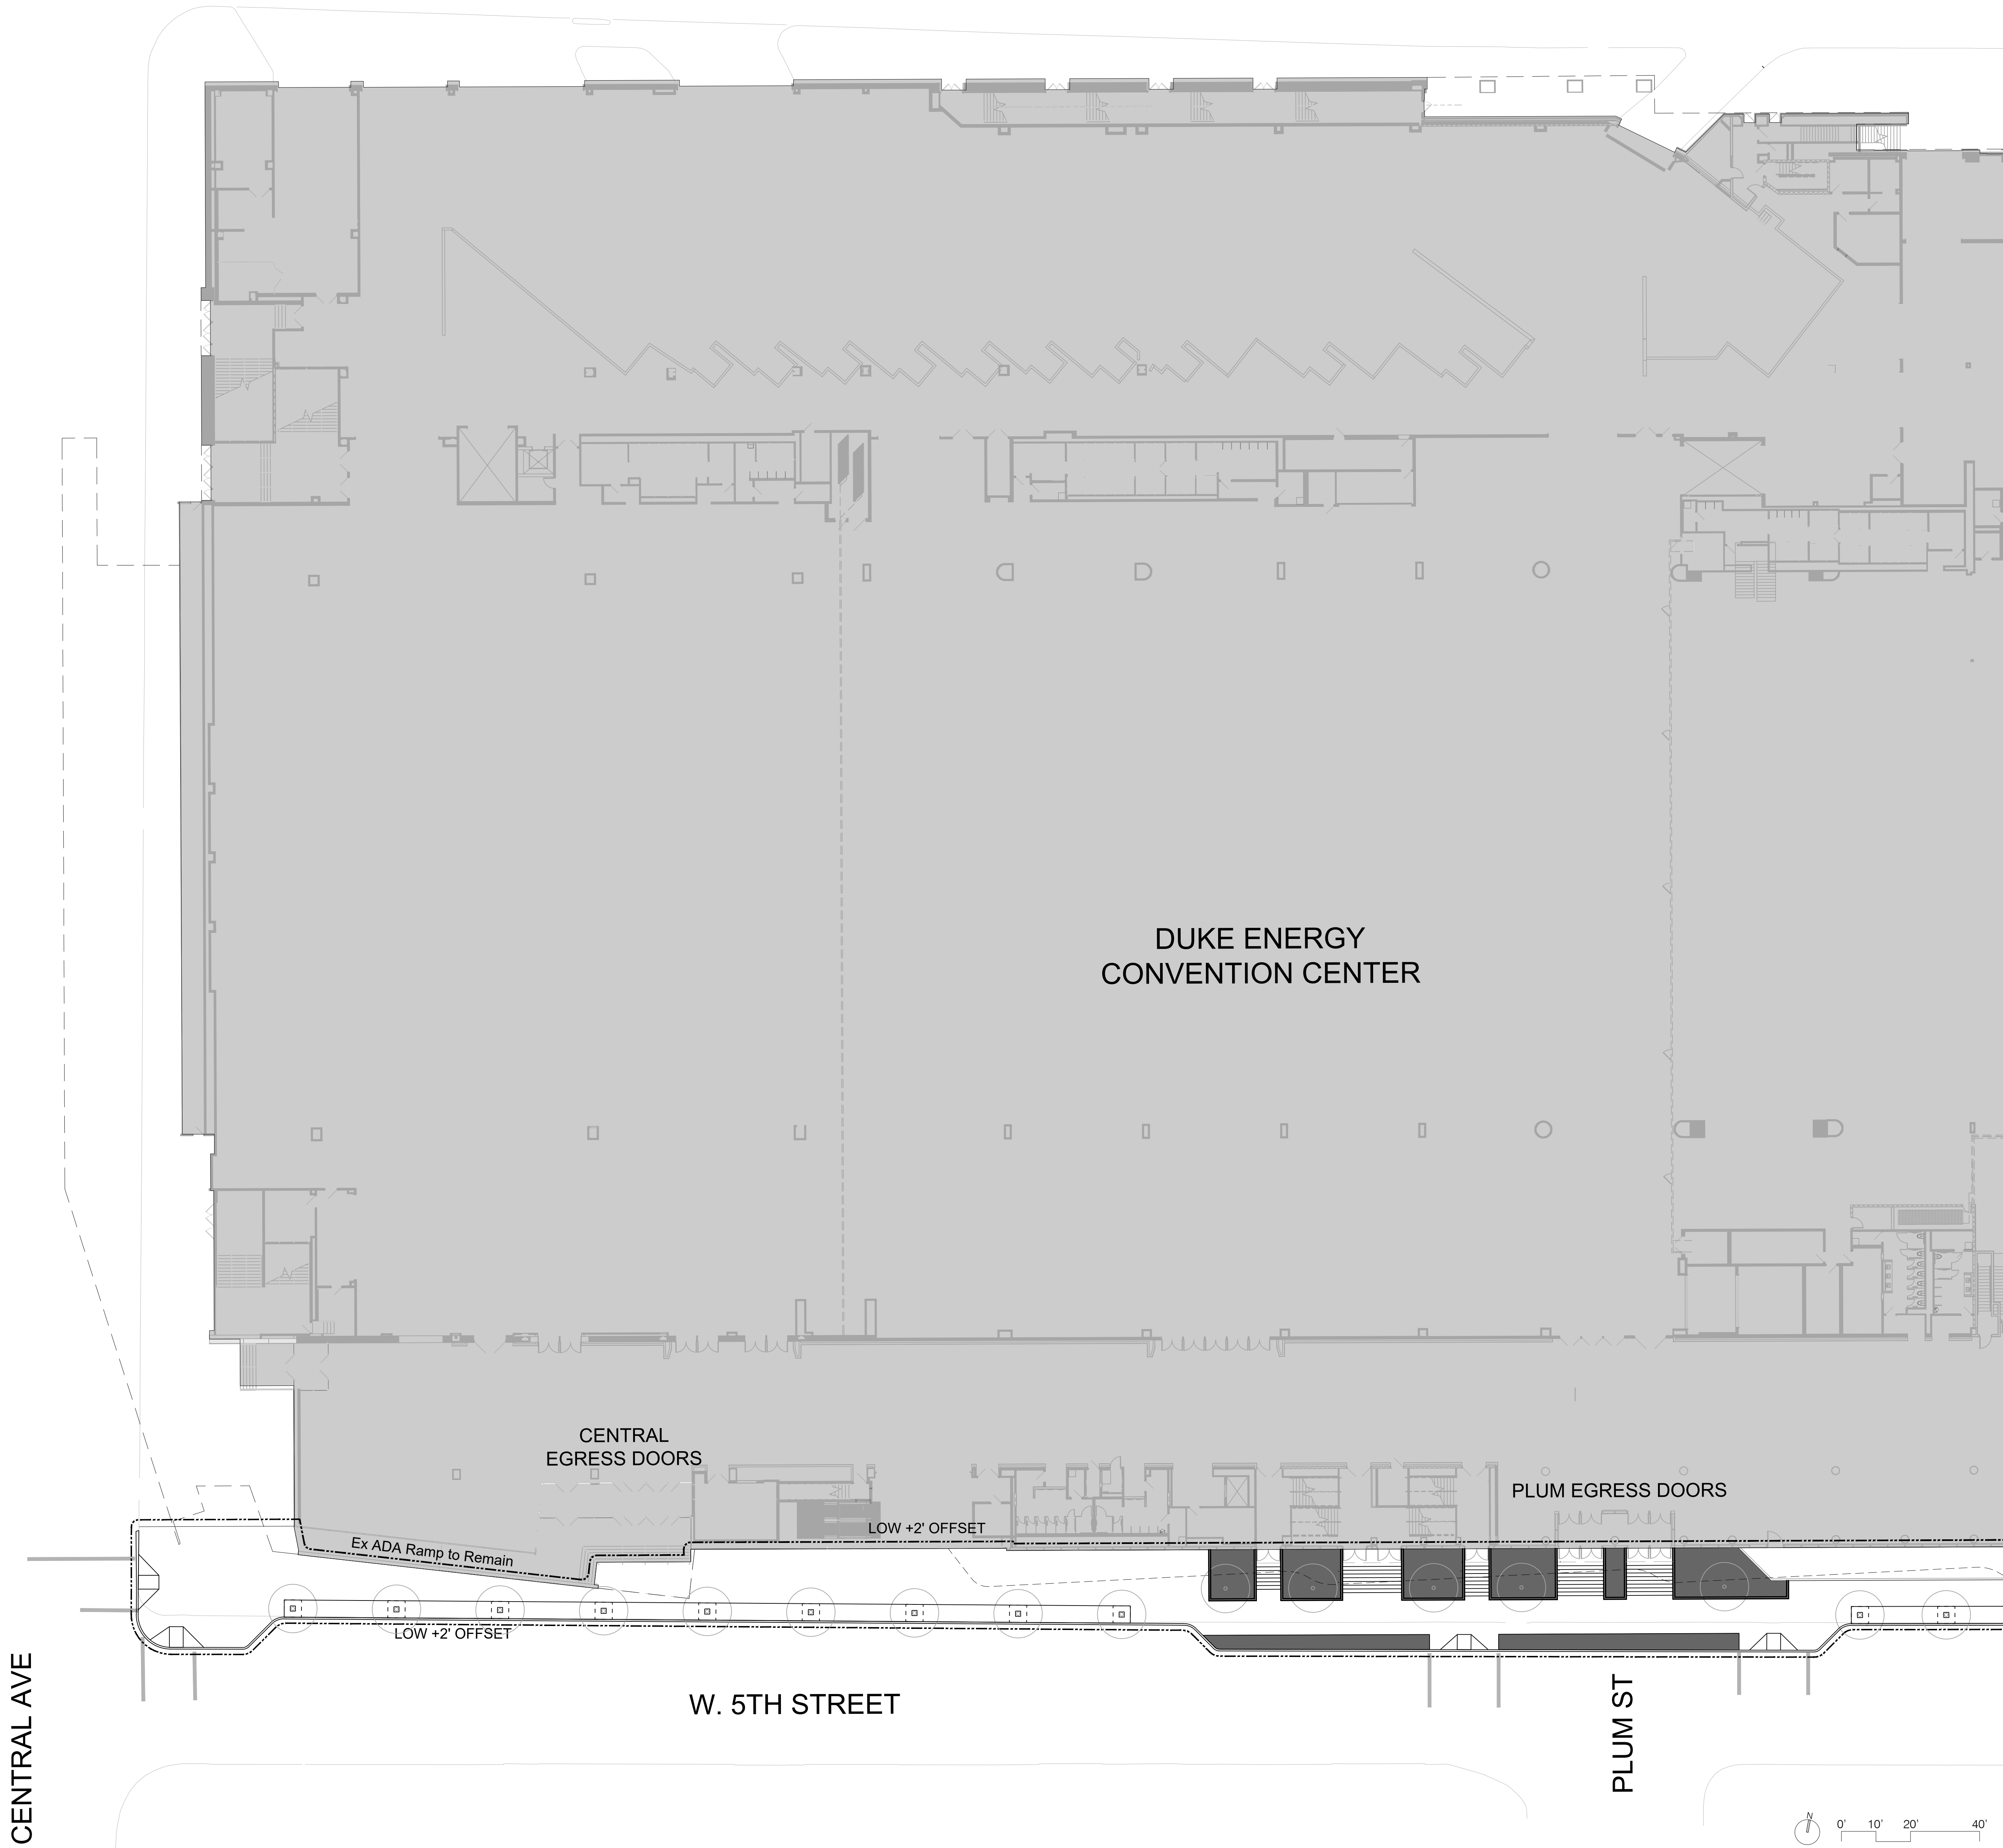 DUKE ENERGY
CONVENTION CENTER
CENTRAL
EGRESS DOORS
PLUM EGRESS DOORS
LOW +2' OFFSET
Ex ADA Ramp to Remain
LOW +2' OFFSET
W. 5TH STREET
CENTRAL AVE
PLUM ST
N
0' 10' 20' 40'